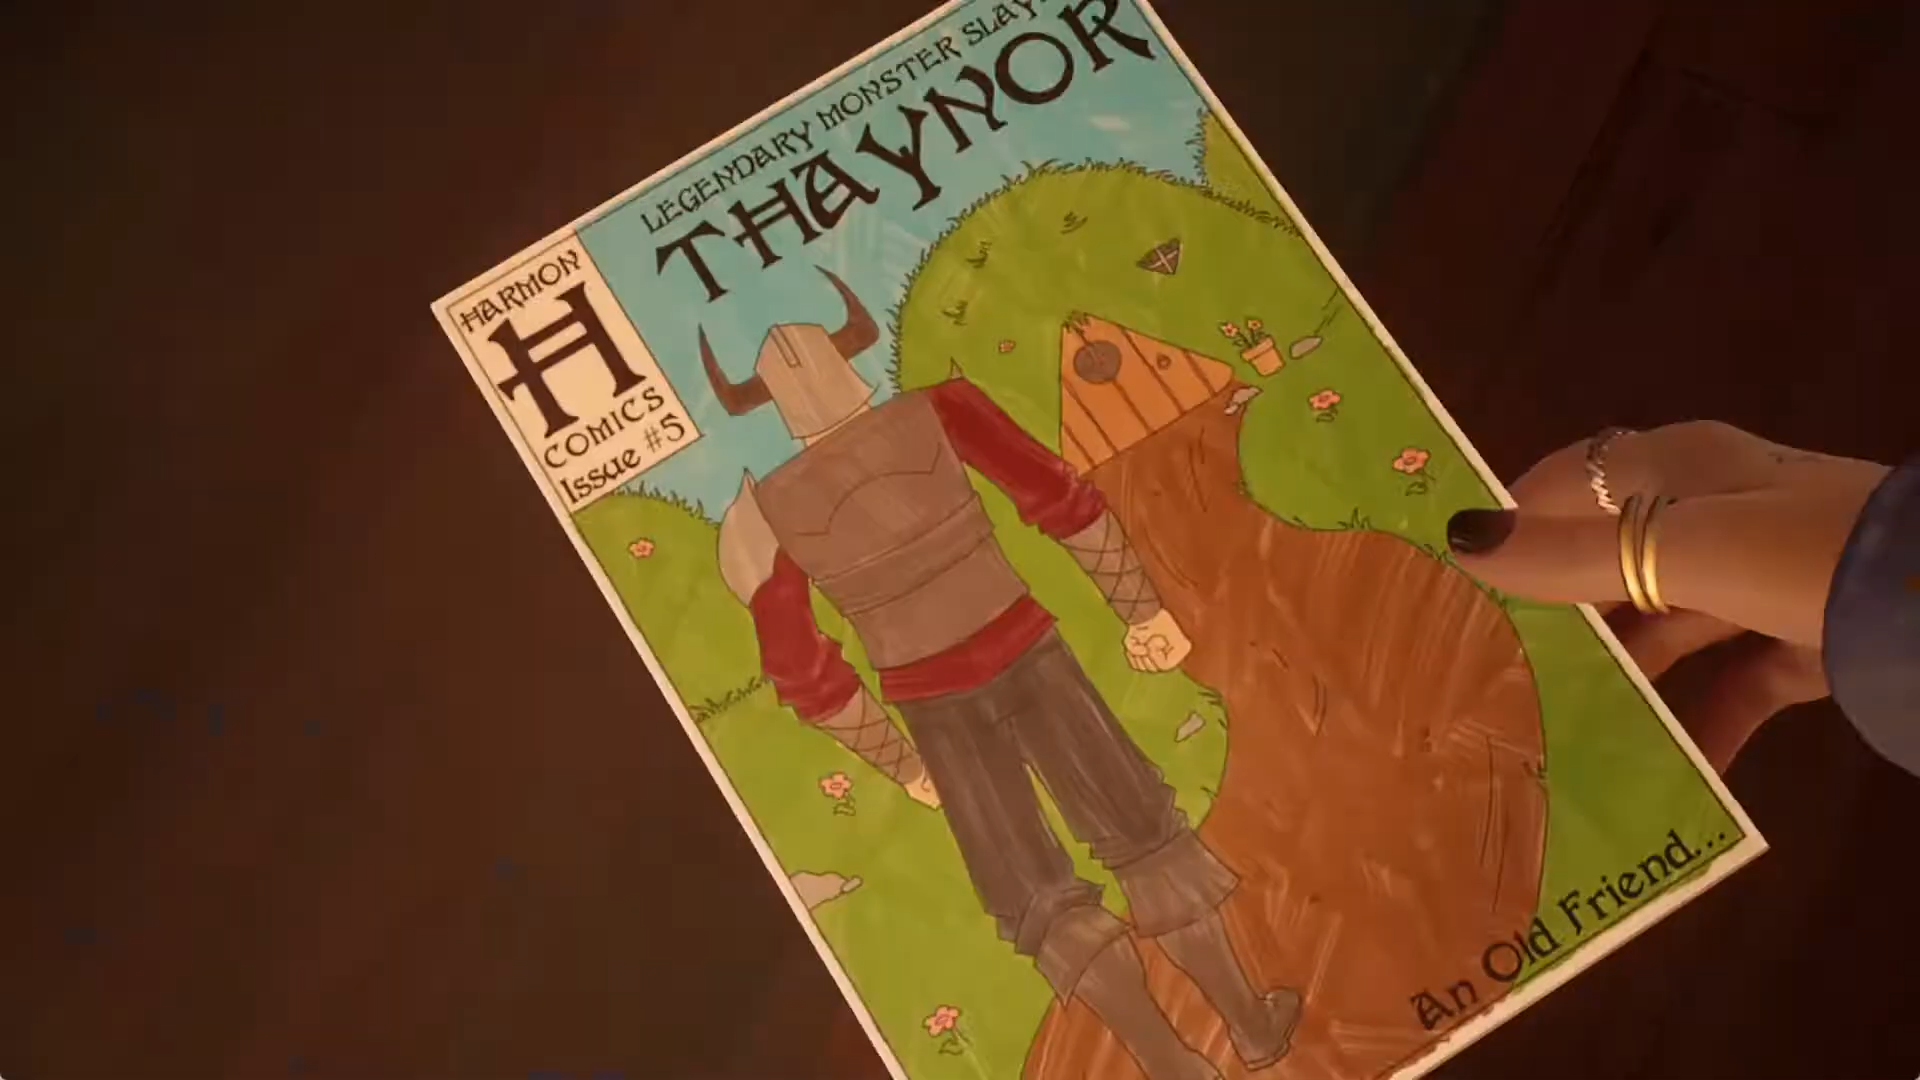 LEGENDARY MONSTER
THAYNOR
HARMON
H
COMICS
Issue #5
An Old Friend...